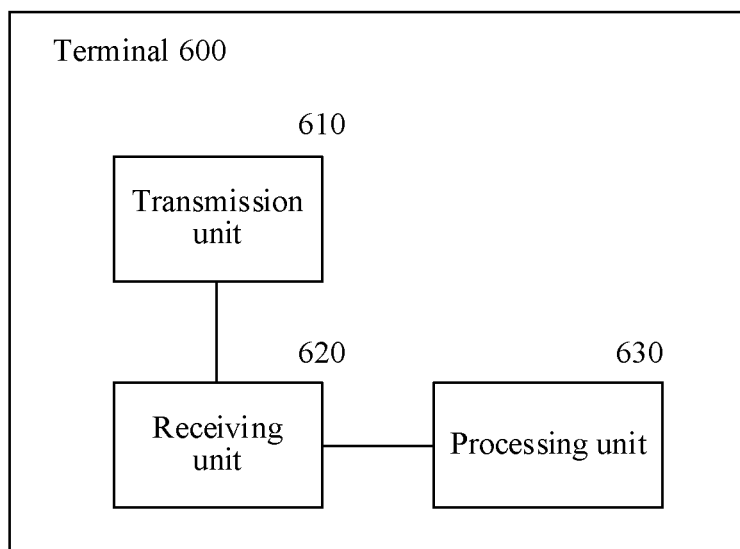 Terminal 600
610
Transmission
unit
620
630
Receiving
unit
Processing unit